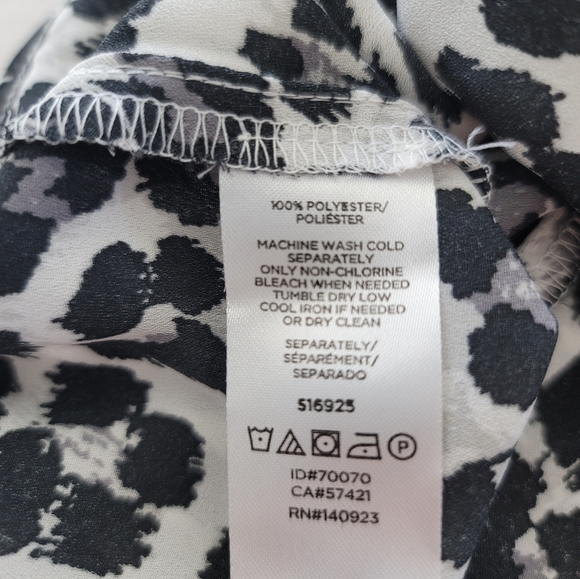 100% POLYESTER/
POLIÉSTER
MACHINE WASH COLD
SEPARATELY
ONLY NON-CHLORINE
BLEACH WHEN NEEDED
TUMBLE DRY LOW
COOL IRON IF NEEDED
OR DRY CLEAN
SEPARATELY/
SÉPARÉMENT/
SEPARADO
S16925
P
ID#70070
CA#57421
RN#140923